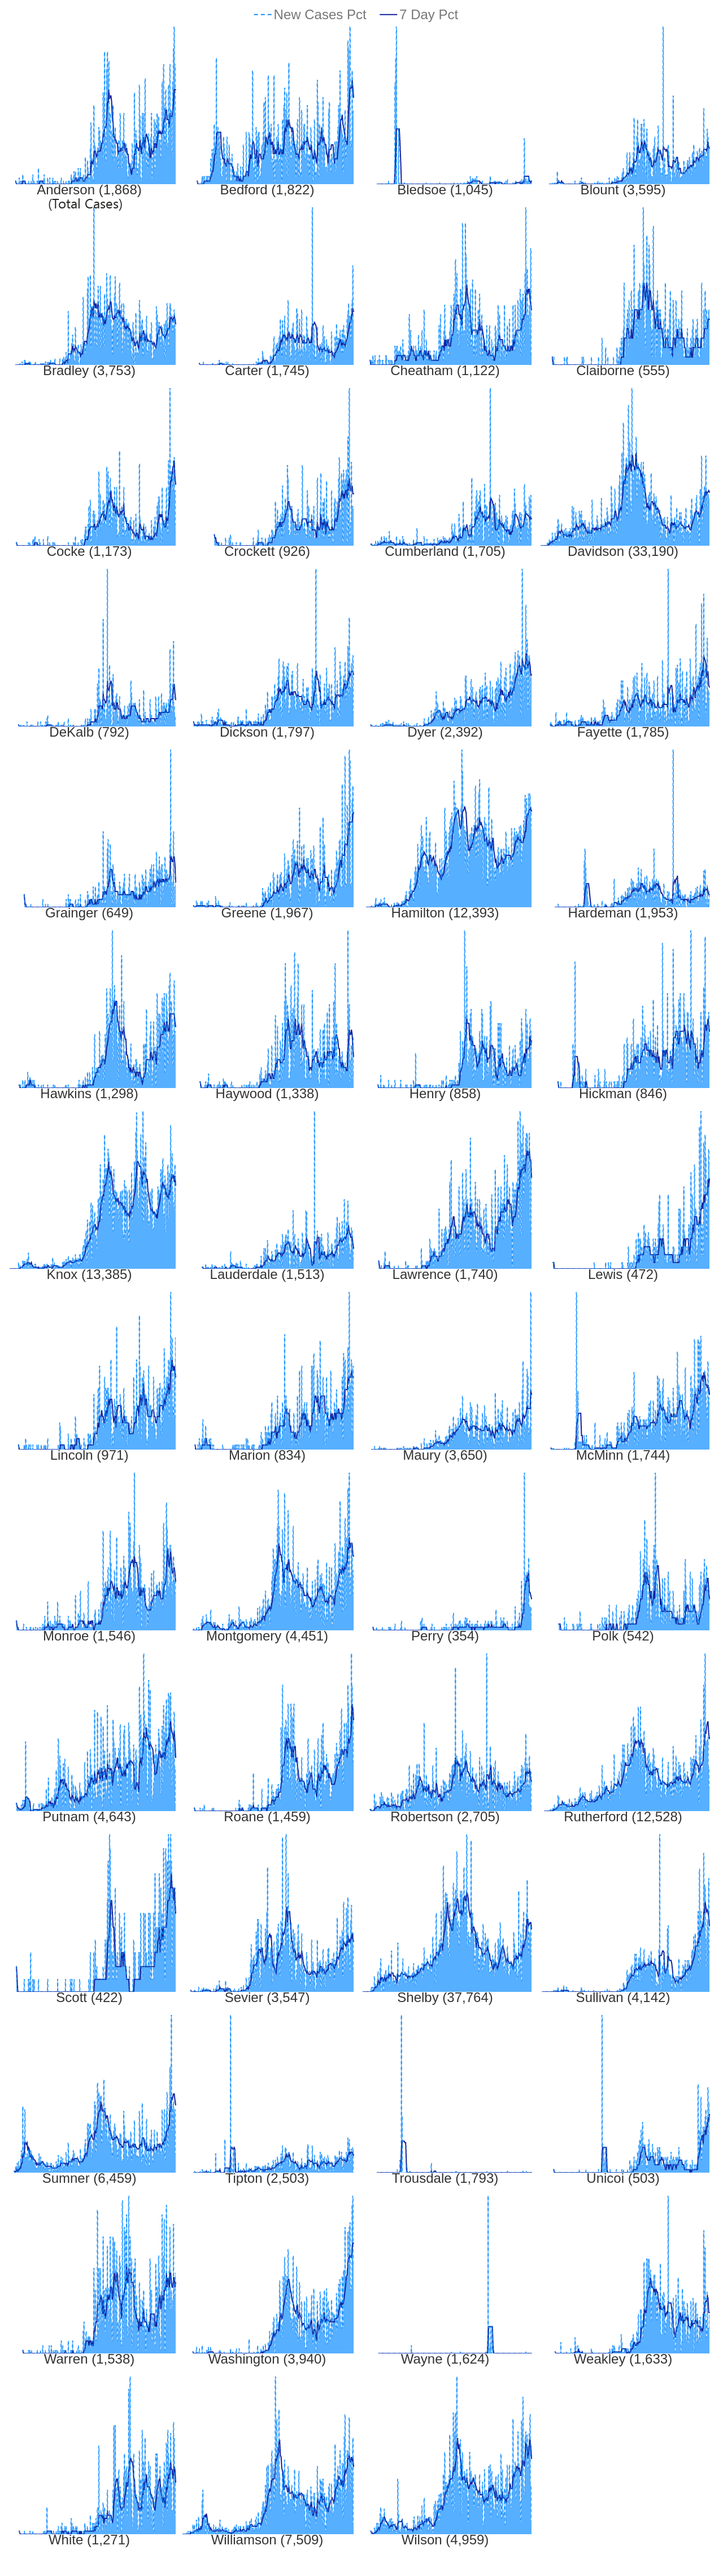 New Cases Pct 7 Day Pct
Anderson (1,868) Bedford (1,822) Bledsoe (1,045) Blount (3,595)
(Total Cases)
Bradley (3,753) Carter (1,745) Cheatham (1,122) Claiborne (555)
Cocke (1,173) Crockett (926) Cumberland (1,705) Davidson (33,190)
DeKalb (792) Dickson (1,797) Dyer (2,392) Fayette (1,785)
Grainger (649) Greene (1,967) Hamilton (12,393) Hardeman (1,953)
Hawkins (1,298) Haywood (1,338) Henry (858) Hickman (846)
Knox (13,385) Lauderdale (1,513) Lawrence (1,740) Lewis (472)
Lincoln (971) Marion (834) Maury (3,650) McMinn (1,744)
Monroe (1,546) Montgomery (4,451) Perry (354) Polk (542)
Putnam (4,643) Roane (1,459) Robertson (2,705) Rutherford (12,528)
Scott (422) Sevier (3,547) Shelby (37,764) Sullivan (4,142)
Sumner (6,459) Tipton (2,503) Trousdale (1,793) Unicoi (503)
Warren (1,538) Washington (3,940) Wayne (1,624) Weakley (1,633)
White (1,271) Williamson (7,509) Wilson (4,959)